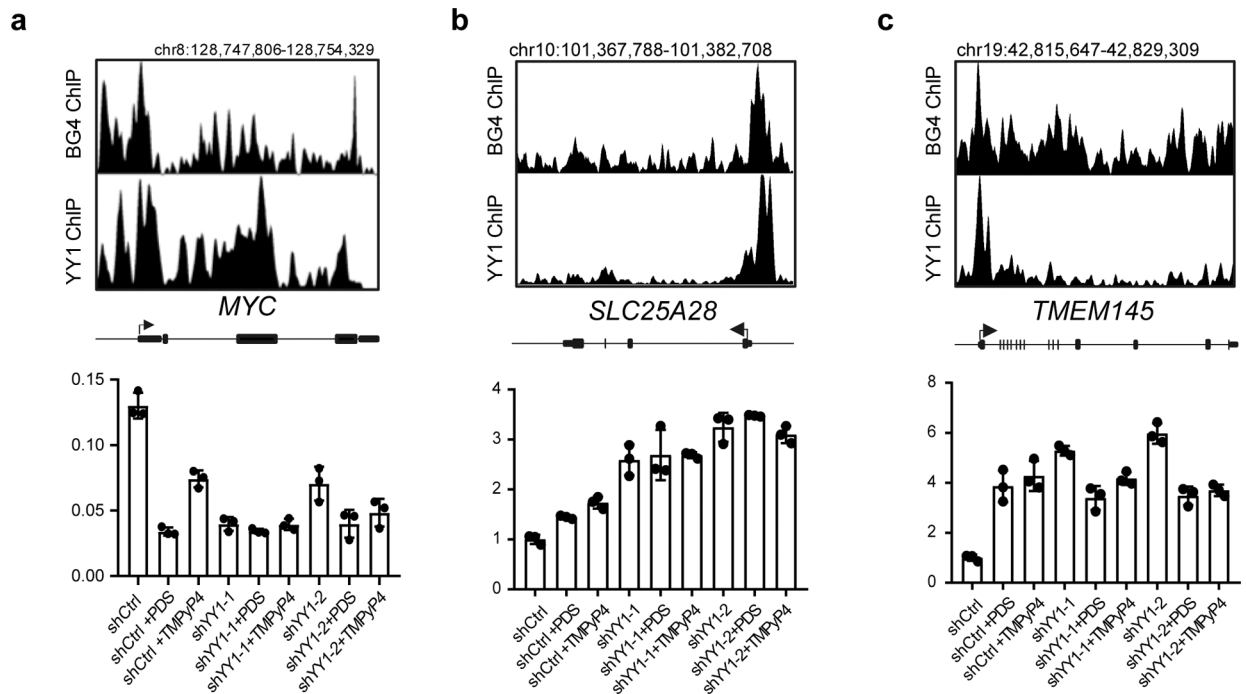 a
chr8:128,747,806-128,754,329
BG4 ChIP
YY1 ChIP
MYC
0.15
0.10
0.05
0.00
shCtrl
shCtrl +PDS
shCtrl +TMPyP4
shYY1-1
shYY1-1+PDS
shYY1-1+TMPyP4
shYY1-2
shYY1-2+PDS
shYY1-2+TMPyP4
b
chr10:101,367,788-101,382,708
BG4 ChIP
YY1 ChIP
SLC25A28
4
3
2
1
0
shCtrl
shCtrl +PDS
shCtrl +TMPyP4
shYY1-1
shYY1-1+PDS
shYY1-1+TMPyP4
shYY1-2
shYY1-2+PDS
shYY1-2+TMPyP4
c
chr19:42,815,647-42,829,309
BG4 ChIP
YY1 ChIP
TMEM145
8
6
4
2
0
shCtrl
shCtrl +PDS
shCtrl +TMPyP4
shYY1-1
shYY1-1+PDS
shYY1-1+TMPyP4
shYY1-2
shYY1-2+PDS
shYY1-2+TMPyP4